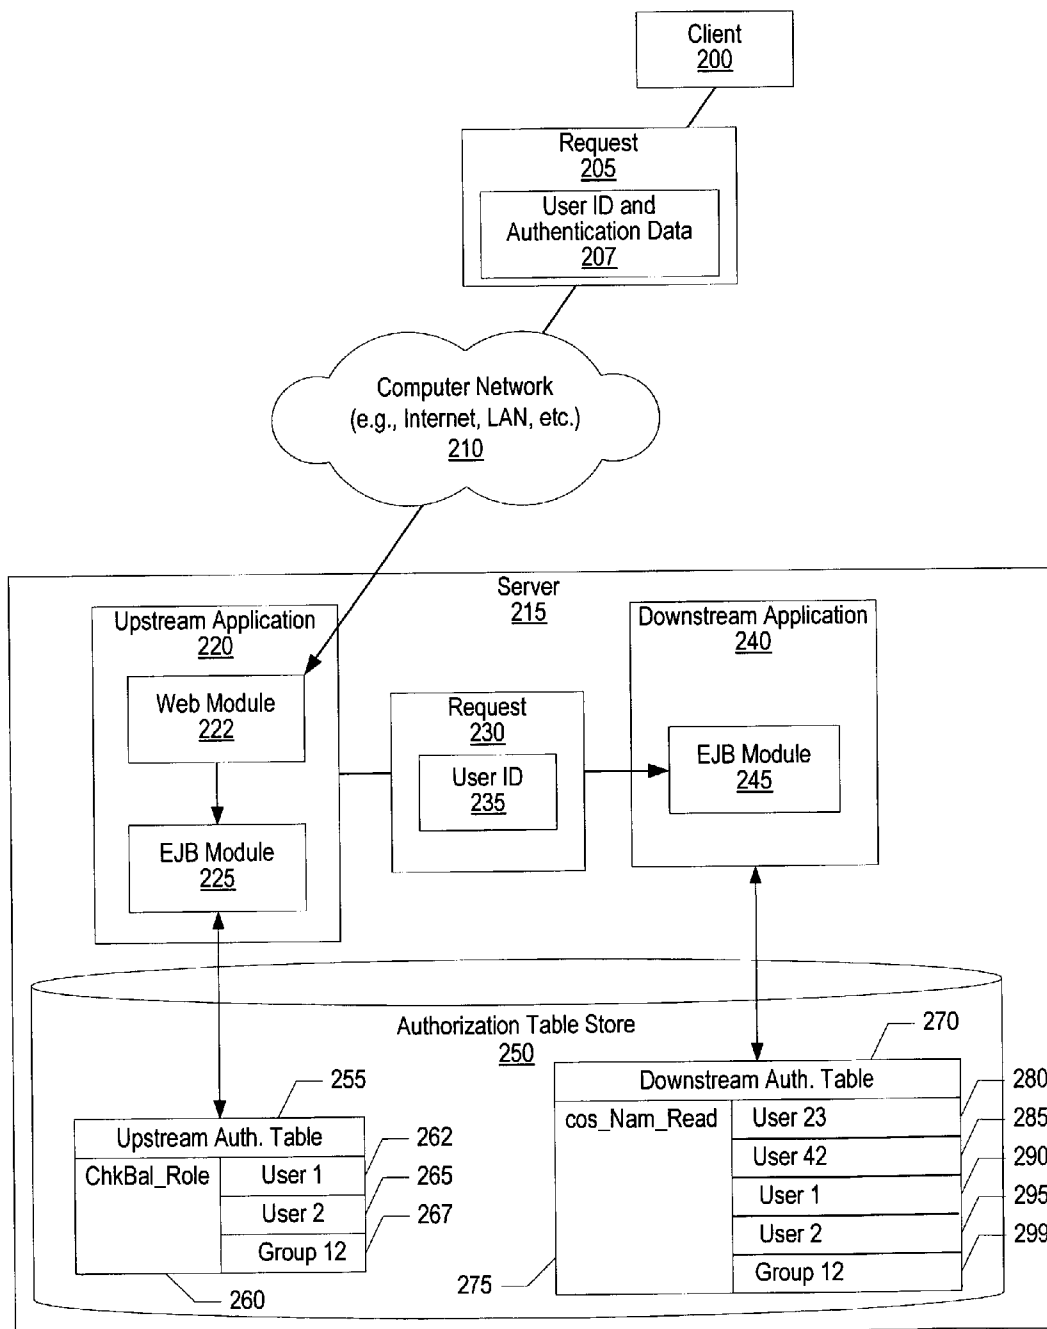 Client
200
Request
205
User ID and
Authentication Data
207
Computer Network
(e.g., Internet, LAN, etc.)
210
Server
215
Upstream Application
220
Web Module
222
EJB Module
225
Request
230
User ID
235
Downstream Application
240
EJB Module
245
Authorization Table Store
250
255
Upstream Auth. Table
ChkBal_Role
User 1
User 2
Group 12
262
265
267
260
270
Downstream Auth. Table
cos_Nam_Read
User 23
User 42
User 1
User 2
Group 12
280
285
290
295
299
275